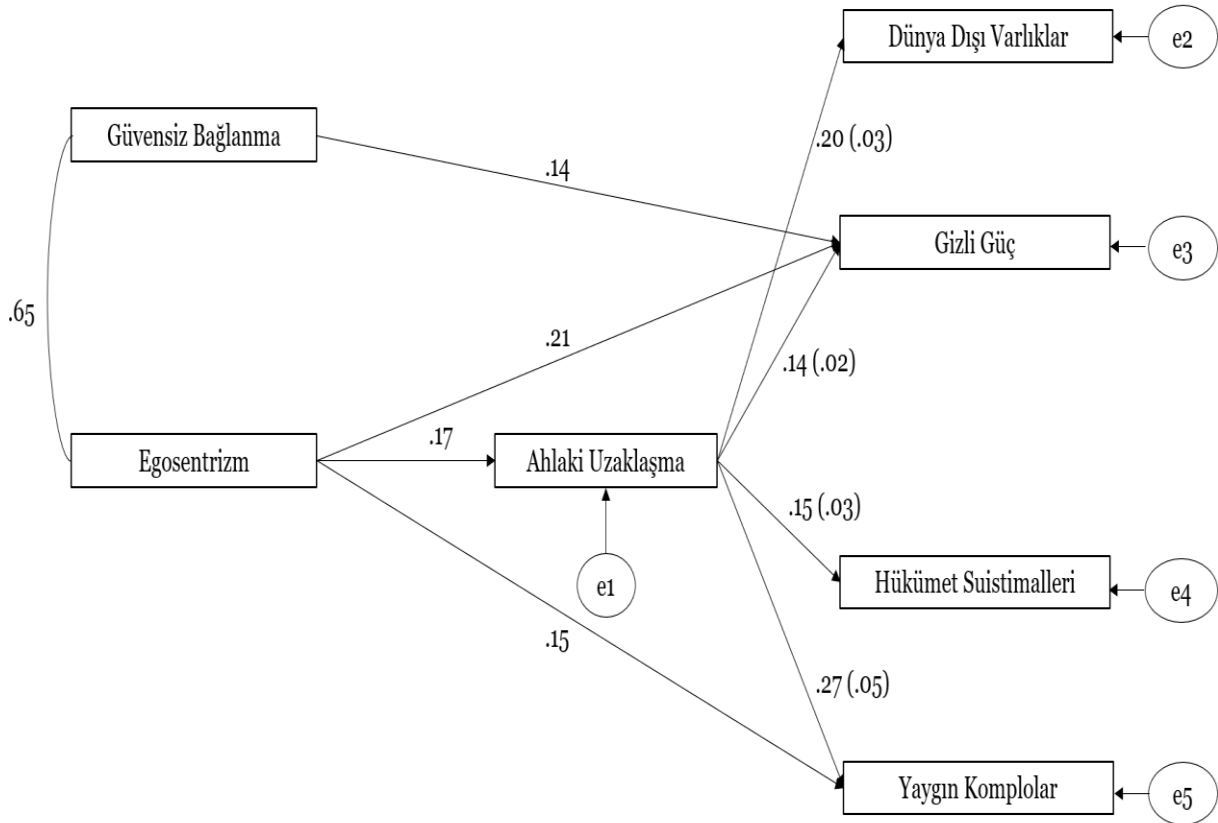 Dünya Dışı Varlıklar
e2
Güvensiz Bağlanma
.20 (.03)
.14
Gizli Güç
e3
.65
.21
.14 (.02)
.17
Egosentrizm
Ahlaki Uzaklaşma
.15 (.03)
e1
Hükümet Suistimalleri
e4
.15
.27 (.05)
Yaygın Komplolar
e5